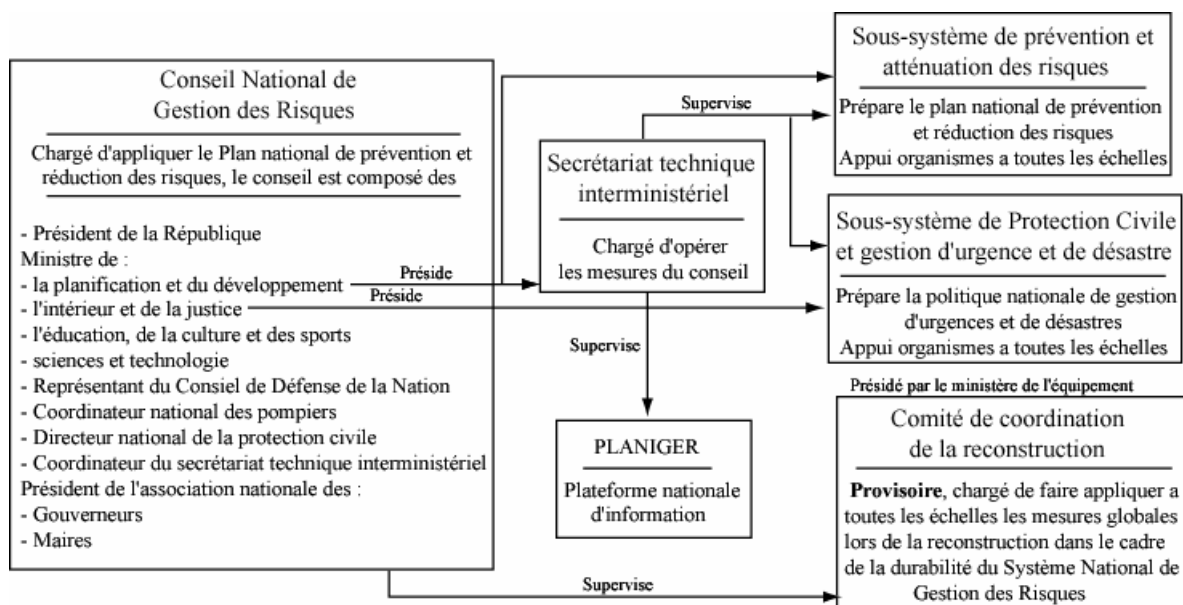 Conseil National de
Gestion des Risques
Chargé d'appliquer le Plan national de prévention et
réduction des risques, le conseil est composé des
- Président de la République
Ministre de :
- la planification et du développement
- l'intérieur et de la justice
- l'éducation, de la culture et des sports
- sciences et technologie
- Représentant du Consiel de Défense de la Nation
- Coordinateur national des pompiers
- Directeur national de la protection civile
- Coordinateur du secrétariat technique interministériel
Président de l'association nationale des :
- Gouverneurs
- Maires
Préside
Préside
Supervise
Secrétariat technique
interministériel
Chargé d'opérer
les mesures du conseil
Supervise
Supervise
PLANIGER
Plateforme nationale
d'information
Sous-système de prévention et
atténuation des risques
Prépare le plan national de prévention
et réduction des risques
Appui organismes a toutes les échelles
Sous-système de Protection Civile
et gestion d'urgence et de désastre
Prépare la politique nationale de gestion
d'urgences et de désastres
Appui organismes a toutes les échelles
Présidé par le ministère de l'équipement
Comité de coordination
de la reconstruction
Provisoire, chargé de faire appliquer a
toutes les échelles les mesures globales
lors de la reconstruction dans le cadre
de la durabilité du Système National de
Gestion des Risques